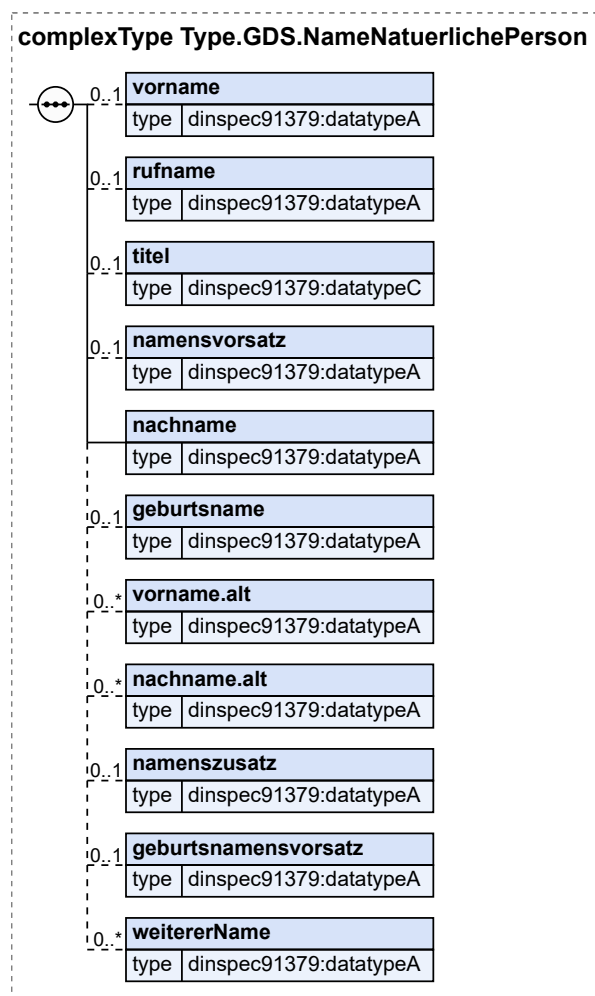 complexType Type.GDS.NameNatuerlichePerson
0..1 vorname
type dinspec91379:datatypeA
0..1 rufname
type dinspec91379:datatypeA
0..1 titel
type dinspec91379:datatypeC
0..1 namensvorsatz
type dinspec91379:datatypeA
nachname
type dinspec91379:datatypeA
0..1 geburtsname
type dinspec91379:datatypeA
0..* vorname.alt
type dinspec91379:datatypeA
0..* nachname.alt
type dinspec91379:datatypeA
0..1 namenszusatz
type dinspec91379:datatypeA
0..1 geburtsnamensvorsatz
type dinspec91379:datatypeA
0..* weitererName
type dinspec91379:datatypeA